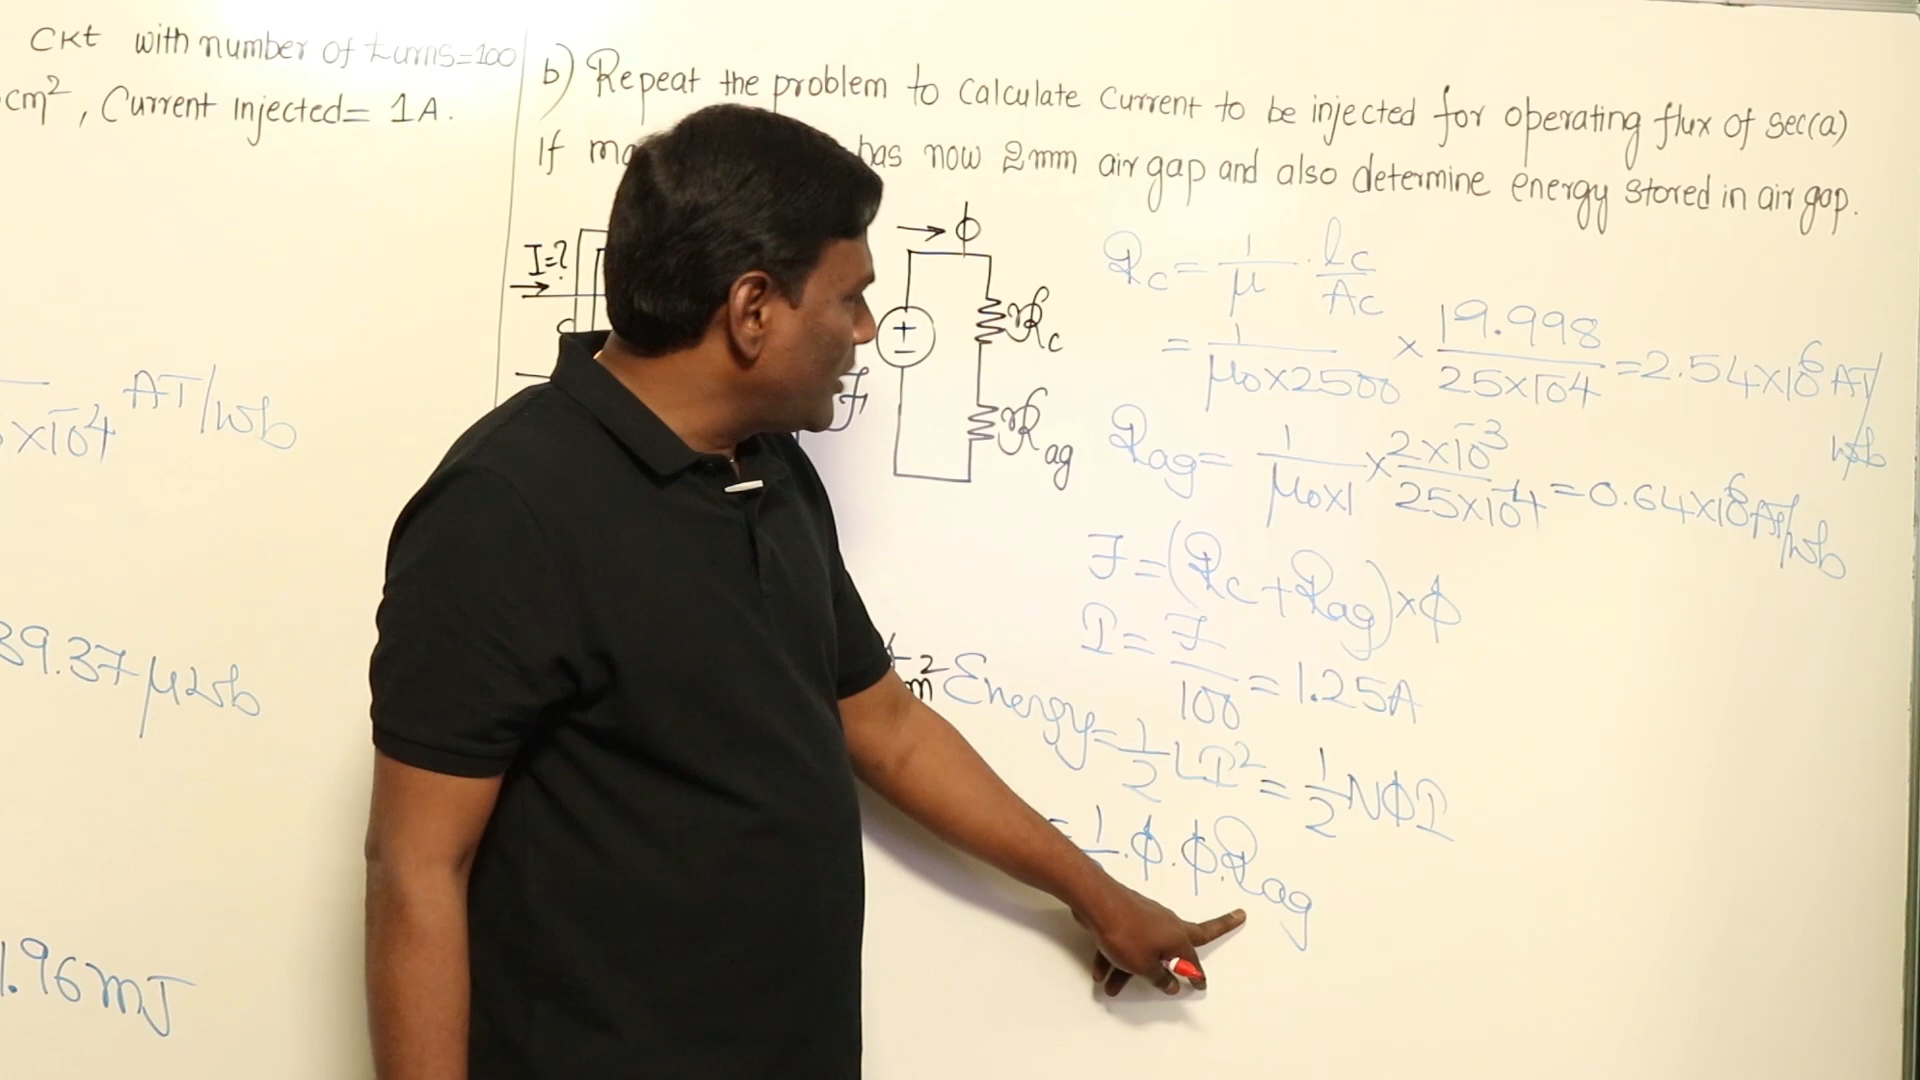 CKt with number of turns=100
cm², Current Injected= 1A.
AT/wb
×10⁻⁴
39.37 μwb
1.96 mJ
b) Repeat the problem to calculate current to be injected for operating flux of sec(a)
If has now 2mm air gap and also determine energy stored in air gap.
I=?
→ ϕ
+
−
ℱ
ℛc
ℛag
ℛc = 1/μ · lc/Ac
= 1/(μ0×2500) × 19.998/(25×10⁻⁴) = 2.54×10⁶ AT/wb
ℛag = 1/(μ0×1) × (2×10⁻³)/(25×10⁻⁴) = 0.64×10⁶ AT/wb
ℱ = (ℛc + ℛag) × ϕ
I = ℱ/100 = 1.25A
m²
Energy = 1/2 LI² = 1/2 NϕI
= 1/2 · ϕ · ϕ · ℛag